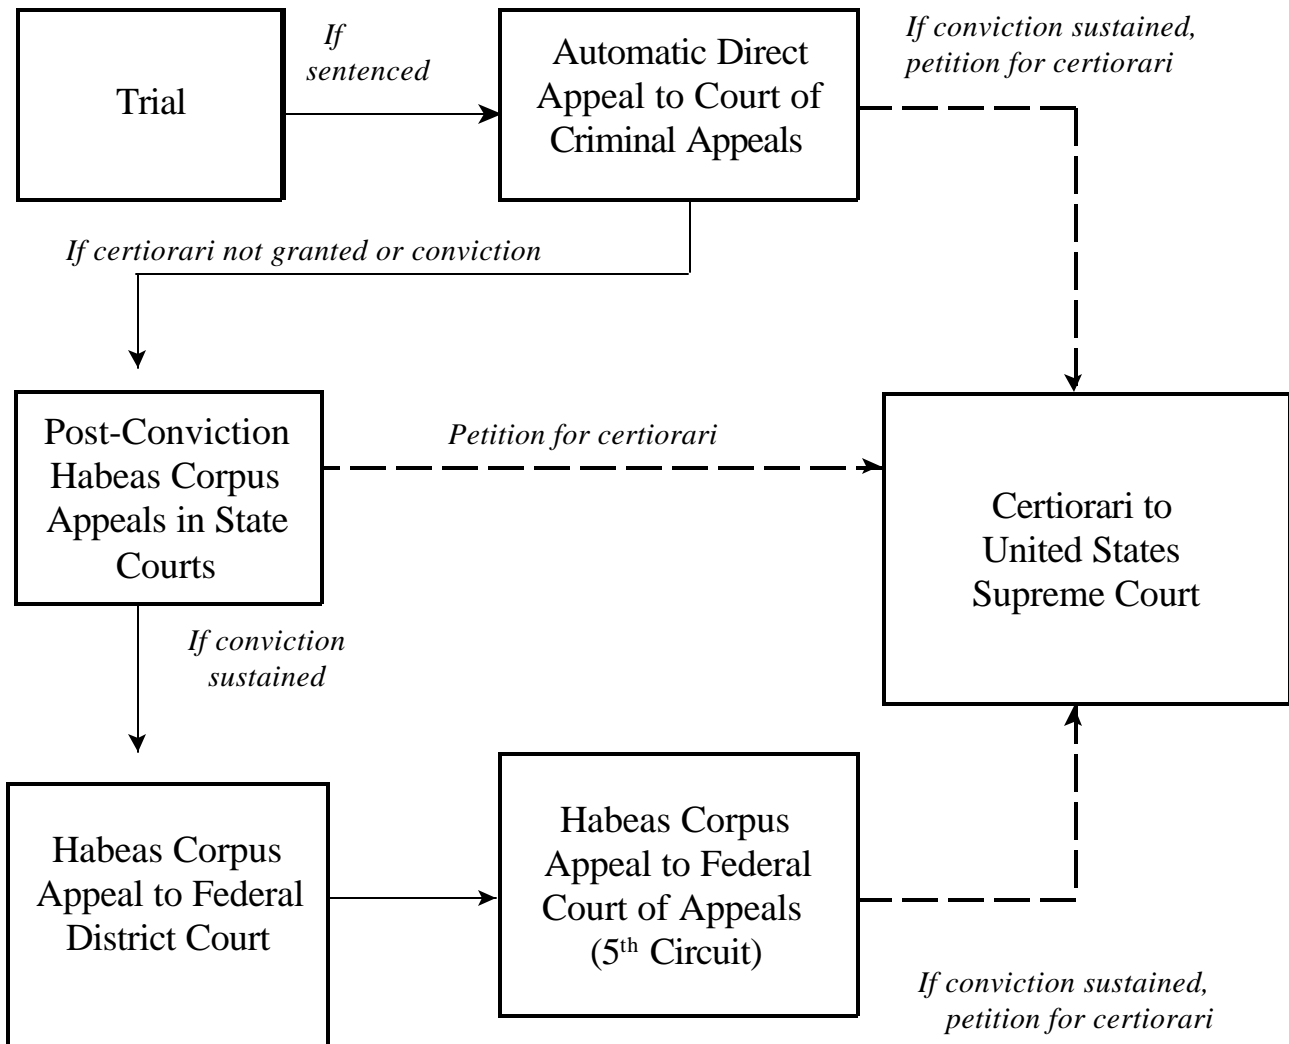 Trial
If
sentenced
Automatic Direct
Appeal to Court of
Criminal Appeals
If conviction sustained,
petition for certiorari
If certiorari not granted or conviction
Post-Conviction
Habeas Corpus
Appeals in State
Courts
Petition for certiorari
Certiorari to
United States
Supreme Court
If conviction
sustained
Habeas Corpus
Appeal to Federal
District Court
Habeas Corpus
Appeal to Federal
Court of Appeals
(5th Circuit)
If conviction sustained,
petition for certiorari